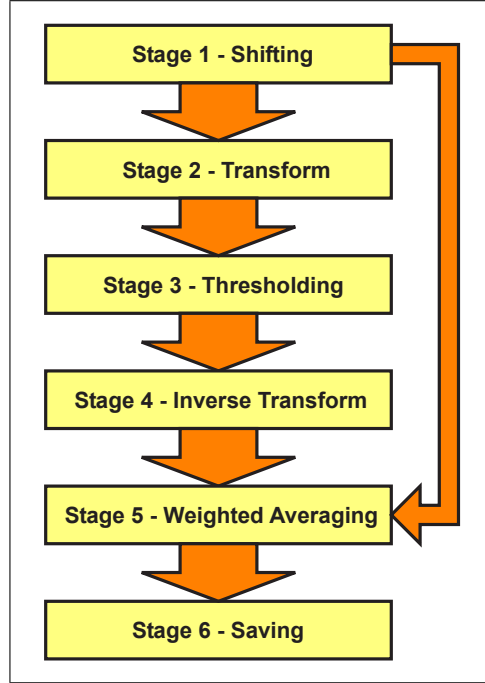 Stage 1 - Shifting
Stage 2 - Transform
Stage 3 - Thresholding
Stage 4 - Inverse Transform
Stage 5 - Weighted Averaging
Stage 6 - Saving